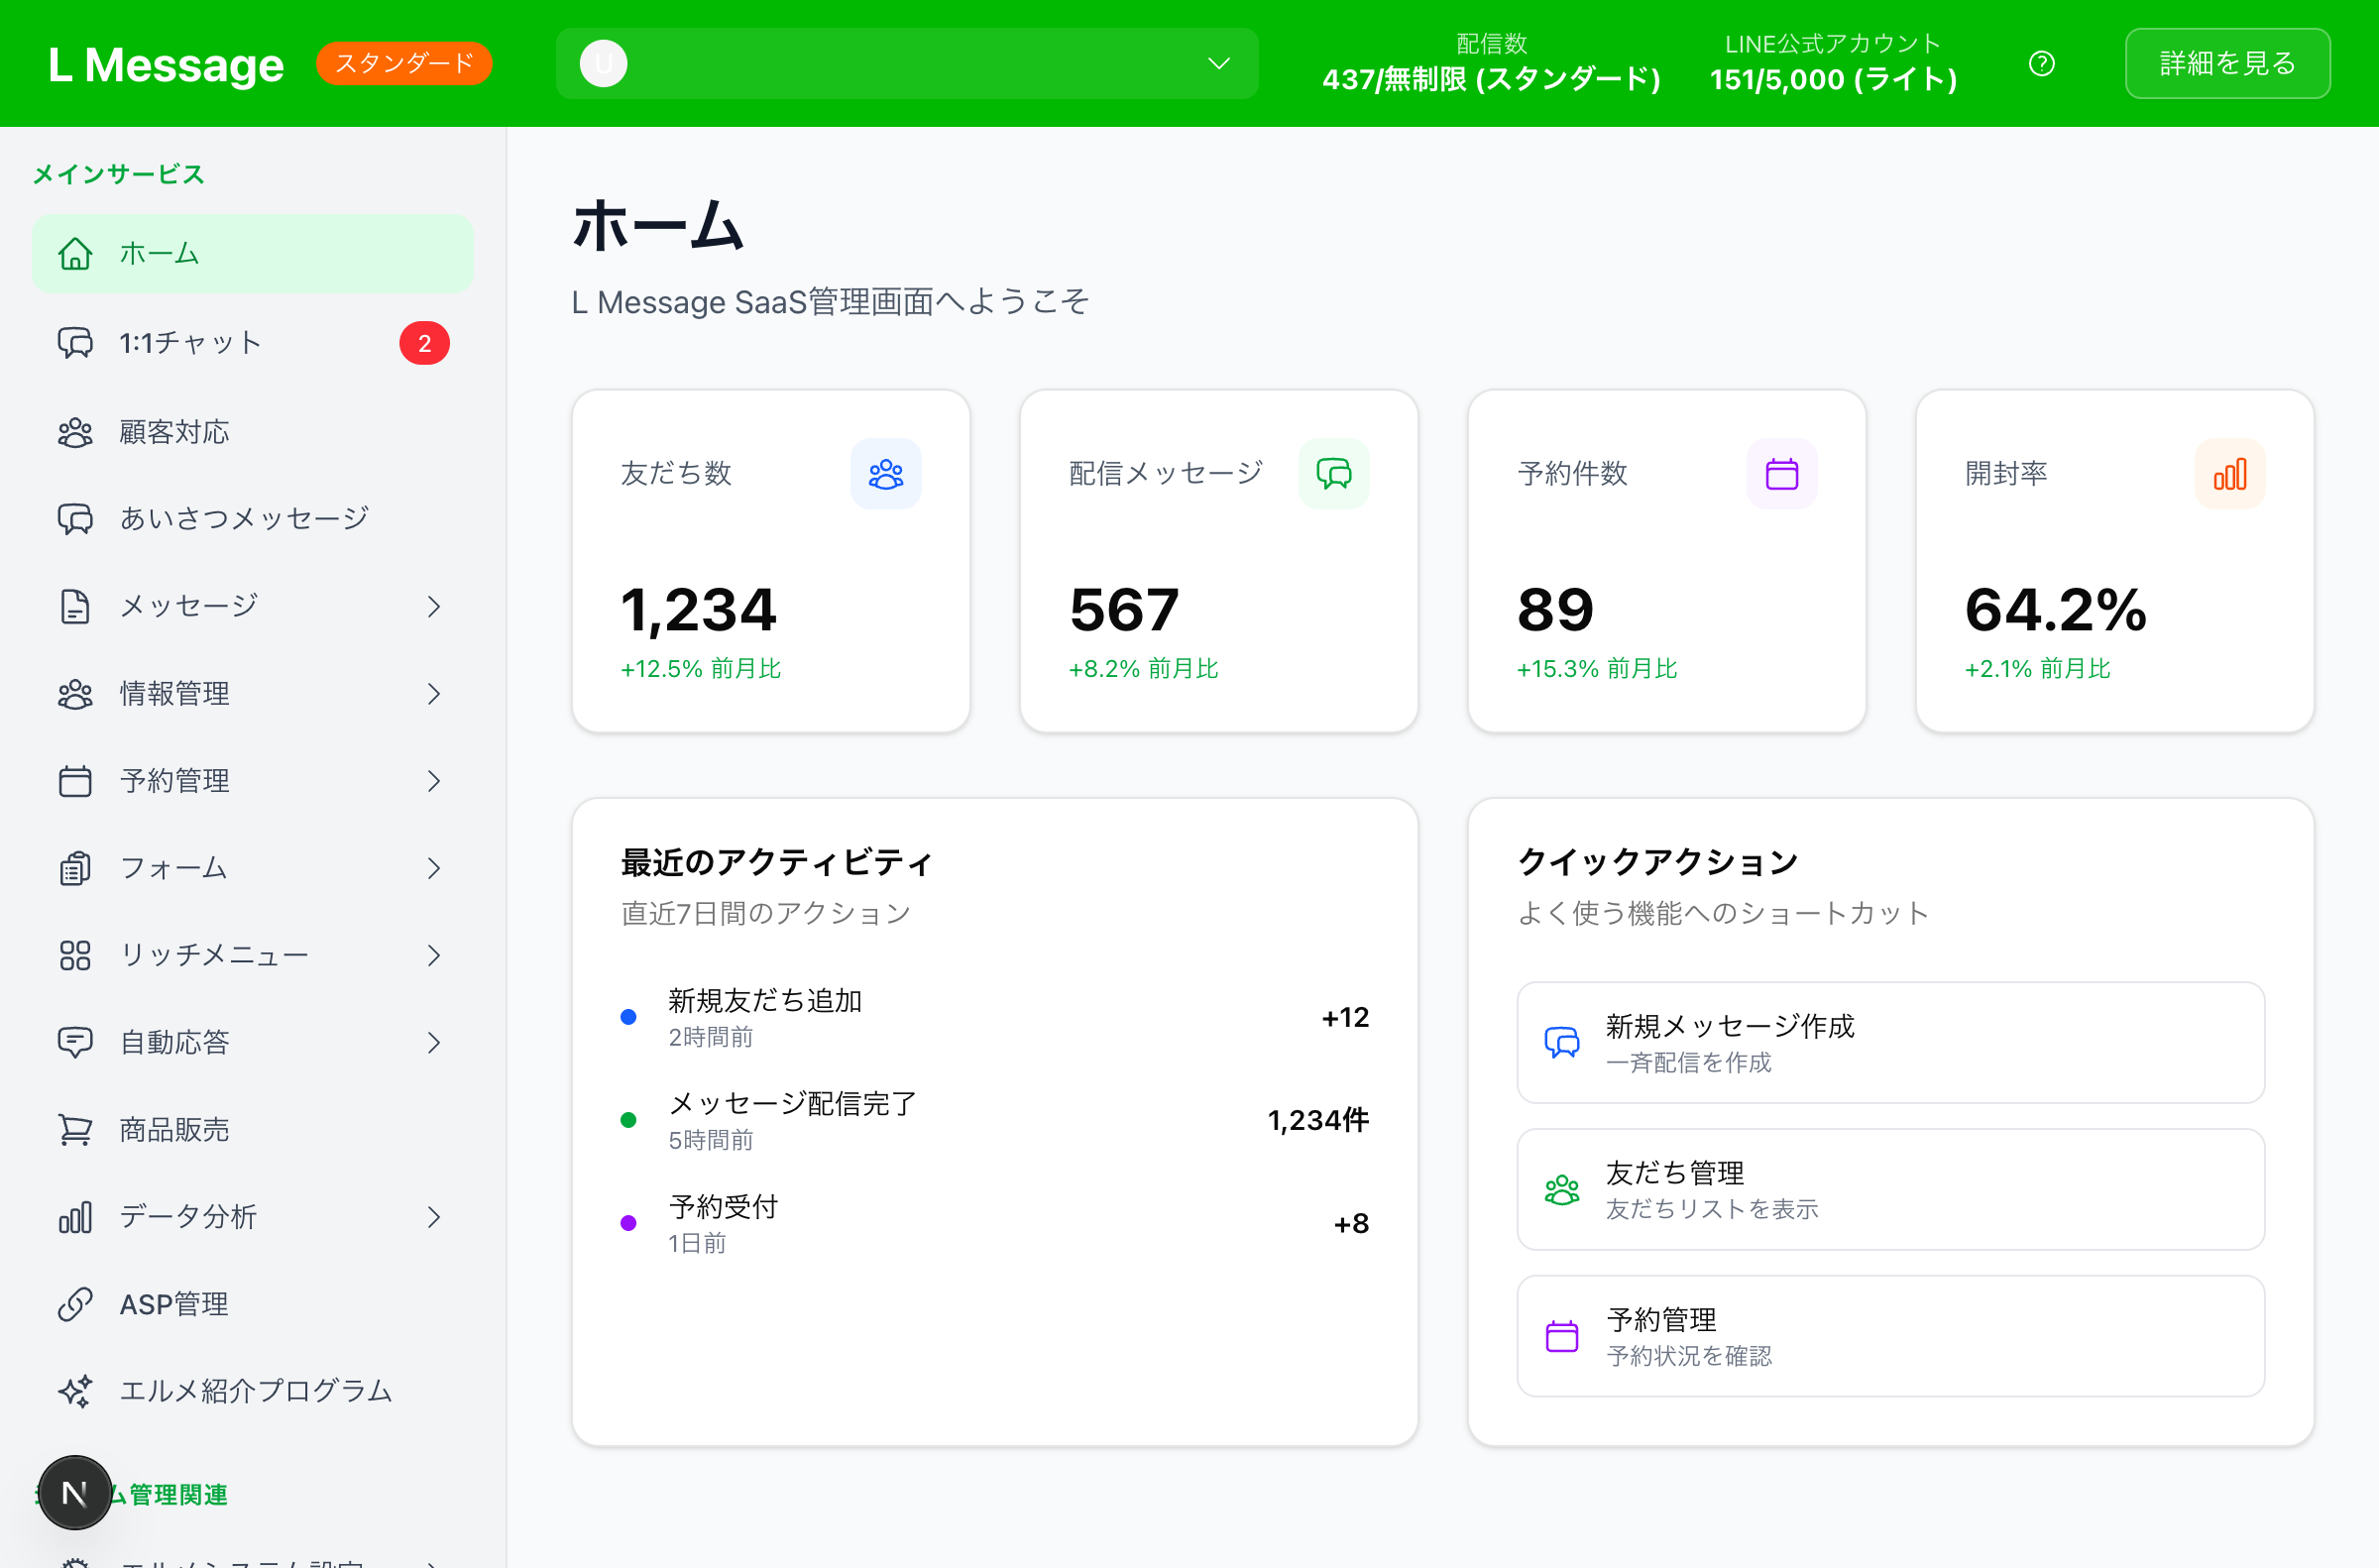 L Message
スタンダード
U
配信数
437/無制限 (スタンダード)
LINE公式アカウント
151/5,000 (ライト)
?
詳細を見る
メインサービス
ホーム
1:1チャット
2
顧客対応
あいさつメッセージ
メッセージ
情報管理
予約管理
フォーム
リッチメニュー
自動応答
商品販売
データ分析
ASP管理
エルメ紹介プログラム
N
ム管理関連
ホーム
L Message SaaS管理画面へようこそ
友だち数
1,234
+12.5% 前月比
配信メッセージ
567
+8.2% 前月比
予約件数
89
+15.3% 前月比
開封率
64.2%
+2.1% 前月比
最近のアクティビティ
直近7日間のアクション
新規友だち追加
2時間前
+12
メッセージ配信完了
5時間前
1,234件
予約受付
1日前
+8
クイックアクション
よく使う機能へのショートカット
新規メッセージ作成
一斉配信を作成
友だち管理
友だちリストを表示
予約管理
予約状況を確認